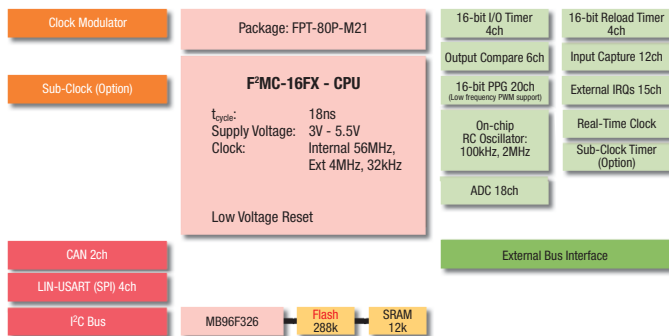 Clock Modulator
Sub-Clock (Option)
Package: FPT-80P-M21
F²MC-16FX - CPU
tcycle: 18ns
Supply Voltage: 3V - 5.5V
Clock: Internal 56MHz,
Ext 4MHz, 32kHz
Low Voltage Reset
16-bit I/O Timer
4ch
16-bit Reload Timer
4ch
Output Compare 6ch
Input Capture 12ch
16-bit PPG 20ch
(Low frequency PWM support)
External IRQs 15ch
On-chip
RC Oscillator:
100kHz, 2MHz
Real-Time Clock
Sub-Clock Timer
(Option)
ADC 18ch
CAN 2ch
External Bus Interface
LIN-USART (SPI) 4ch
I²C Bus
MB96F326
Flash
288k
SRAM
12k